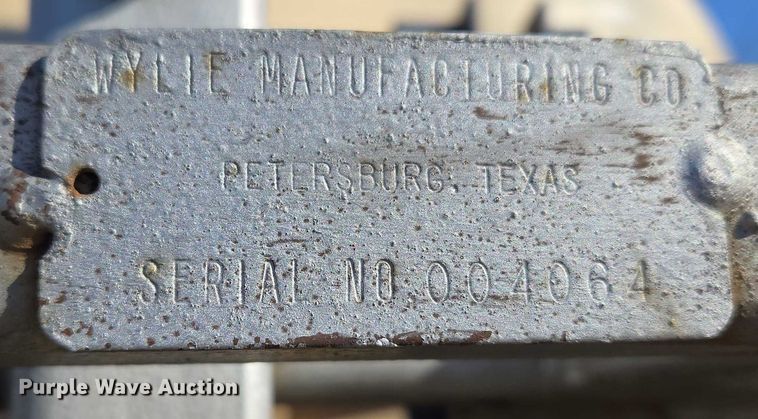 WYLIE MANUFACTURING CO
PETERSBURG, TEXAS
SERIAL NO 004064
Purple Wave Auction